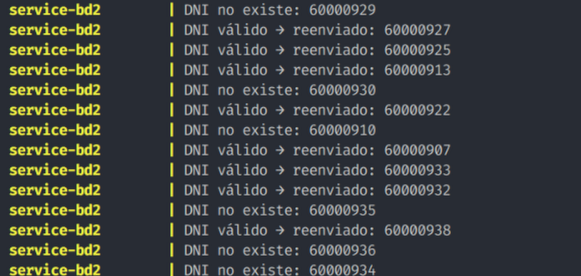 service-bd2 | DNI no existe: 60000929
service-bd2 | DNI válido → reenviado: 60000927
service-bd2 | DNI válido → reenviado: 60000925
service-bd2 | DNI válido → reenviado: 60000913
service-bd2 | DNI no existe: 60000930
service-bd2 | DNI válido → reenviado: 60000922
service-bd2 | DNI no existe: 60000910
service-bd2 | DNI válido → reenviado: 60000907
service-bd2 | DNI válido → reenviado: 60000933
service-bd2 | DNI válido → reenviado: 60000932
service-bd2 | DNI no existe: 60000935
service-bd2 | DNI válido → reenviado: 60000938
service-bd2 | DNI no existe: 60000936
service-bd2 | DNI no existe: 60000934